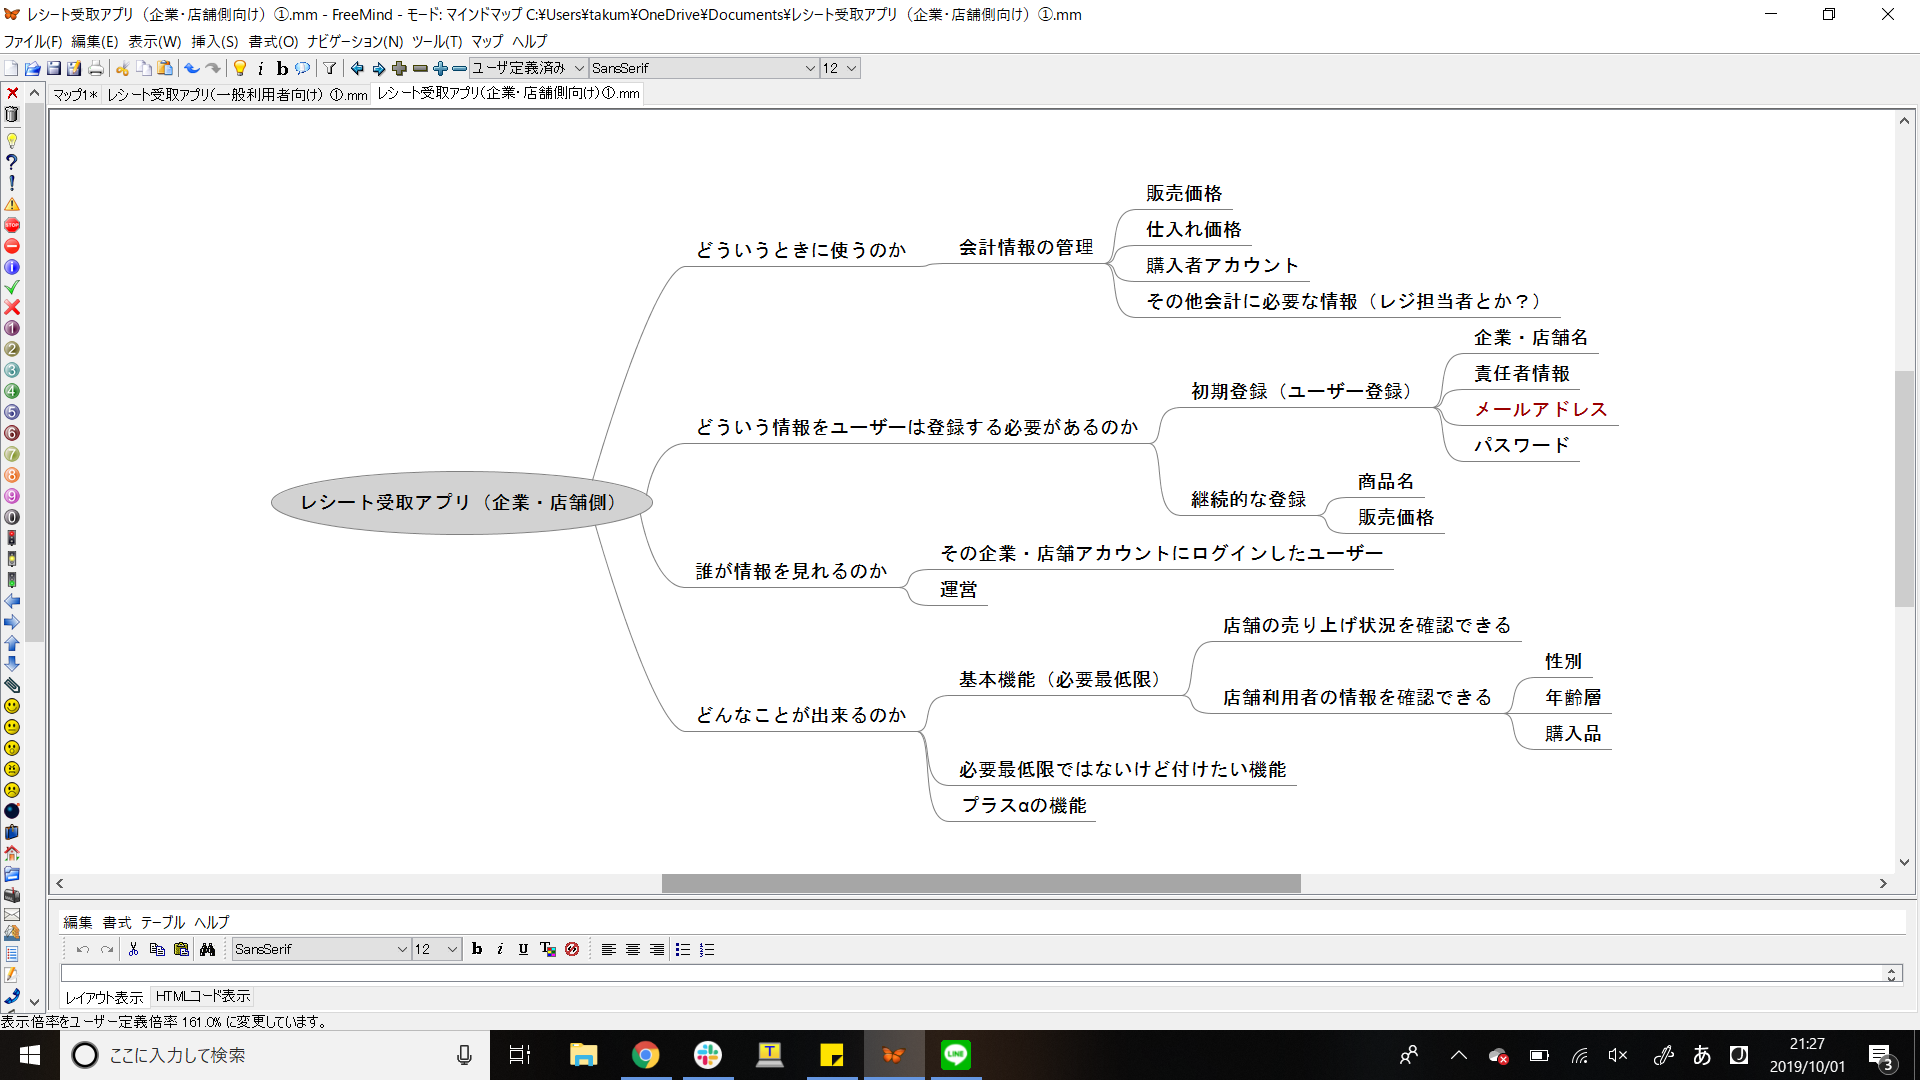 レシート受取アプリ（企業・店舗側向け）①.mm - FreeMind - モード: マインドマップ C:¥Users¥takum¥OneDrive¥Documents¥レシート受取アプリ（企業・店舗側向け）①.mm
ファイル(F) 編集(E) 表示(W) 挿入(S) 書式(O) ナビゲーション(N) ツール(T) マップ ヘルプ
ユーザ定義済み SansSerif 12
マップ1＊ レシート受取アプリ(一般利用者向け) ①.mm レシート受取アプリ(企業・店舗側向け)①.mm
販売価格
仕入れ価格
どういうときに使うのか 会計情報の管理
購入者アカウント
その他会計に必要な情報（レジ担当者とか？）
企業・店舗名
責任者情報
初期登録（ユーザー登録）
メールアドレス
どういう情報をユーザーは登録する必要があるのか
パスワード
商品名
継続的な登録
レシート受取アプリ（企業・店舗側）
販売価格
その企業・店舗アカウントにログインしたユーザー
誰が情報を見れるのか
運営
店舗の売り上げ状況を確認できる
性別
基本機能（必要最低限）
店舗利用者の情報を確認できる
年齢層
どんなことが出来るのか
購入品
必要最低限ではないけど付けたい機能
プラスαの機能
編集 書式 テーブル ヘルプ
SansSerif 12
レイアウト表示 HTMLコード表示
表示倍率をユーザー定義倍率 161.0% に変更しています。
ここに入力して検索
LINE
あ
21:27
2019/10/01
3